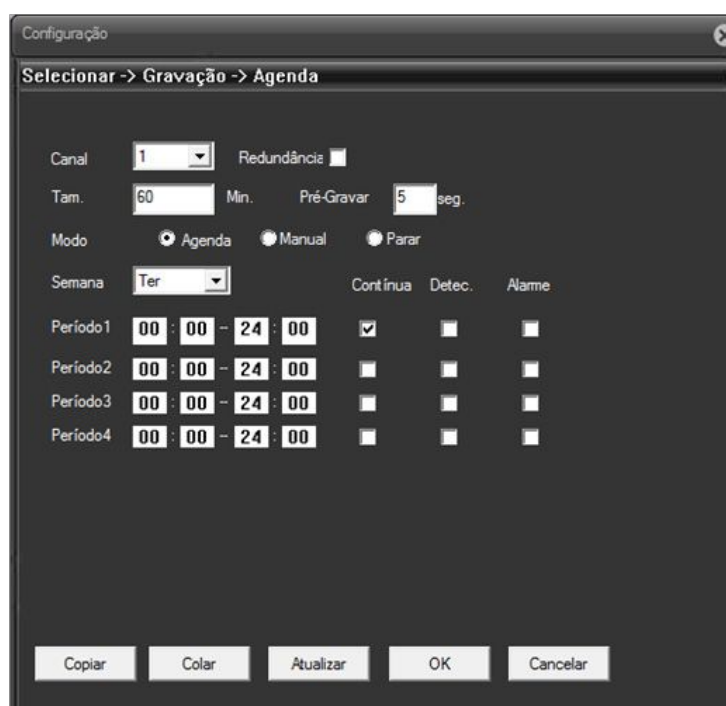 Configuração
Selecionar -> Gravação -> Agenda
Canal 1 Redundância
Tam. 60 Min. Pré-Gravar 5 seg.
Modo Agenda Manual Parar
Semana Ter Contínua Detec. Alarme
Período1 00 : 00 - 24 : 00
Período2 00 : 00 - 24 : 00
Período3 00 : 00 - 24 : 00
Período4 00 : 00 - 24 : 00
Copiar Colar Atualizar OK Cancelar